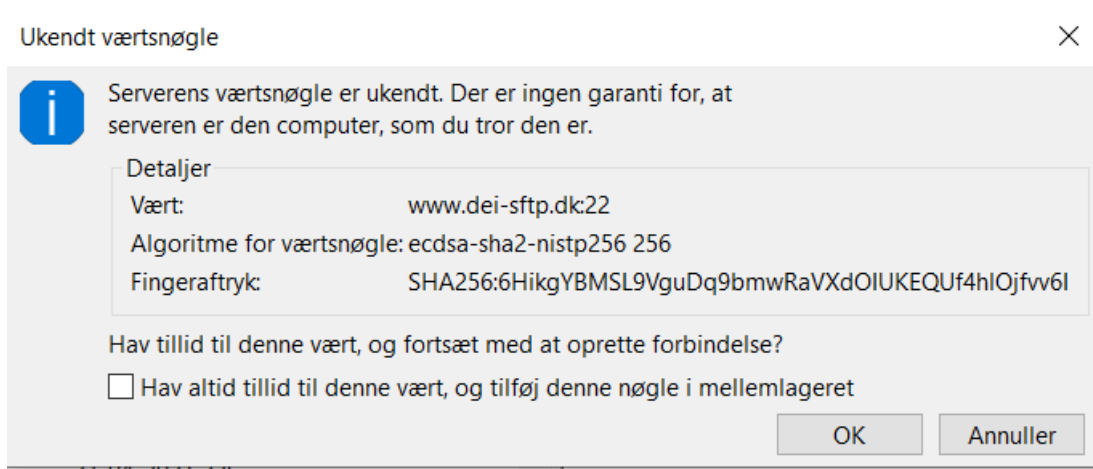 Ukendt værtsnøgle
Serverens værtsnøgle er ukendt. Der er ingen garanti for, at
serveren er den computer, som du tror den er.
Detaljer
Vært: www.dei-sftp.dk:22
Algoritme for værtsnøgle: ecdsa-sha2-nistp256 256
Fingeraftryk: SHA256:6HikgYBMSL9VguDq9bmwRaVXdOIUKEQUf4hIOjfvv6I
Hav tillid til denne vært, og fortsæt med at oprette forbindelse?
Hav altid tillid til denne vært, og tilføj denne nøgle i mellemlageret
OK Annuller